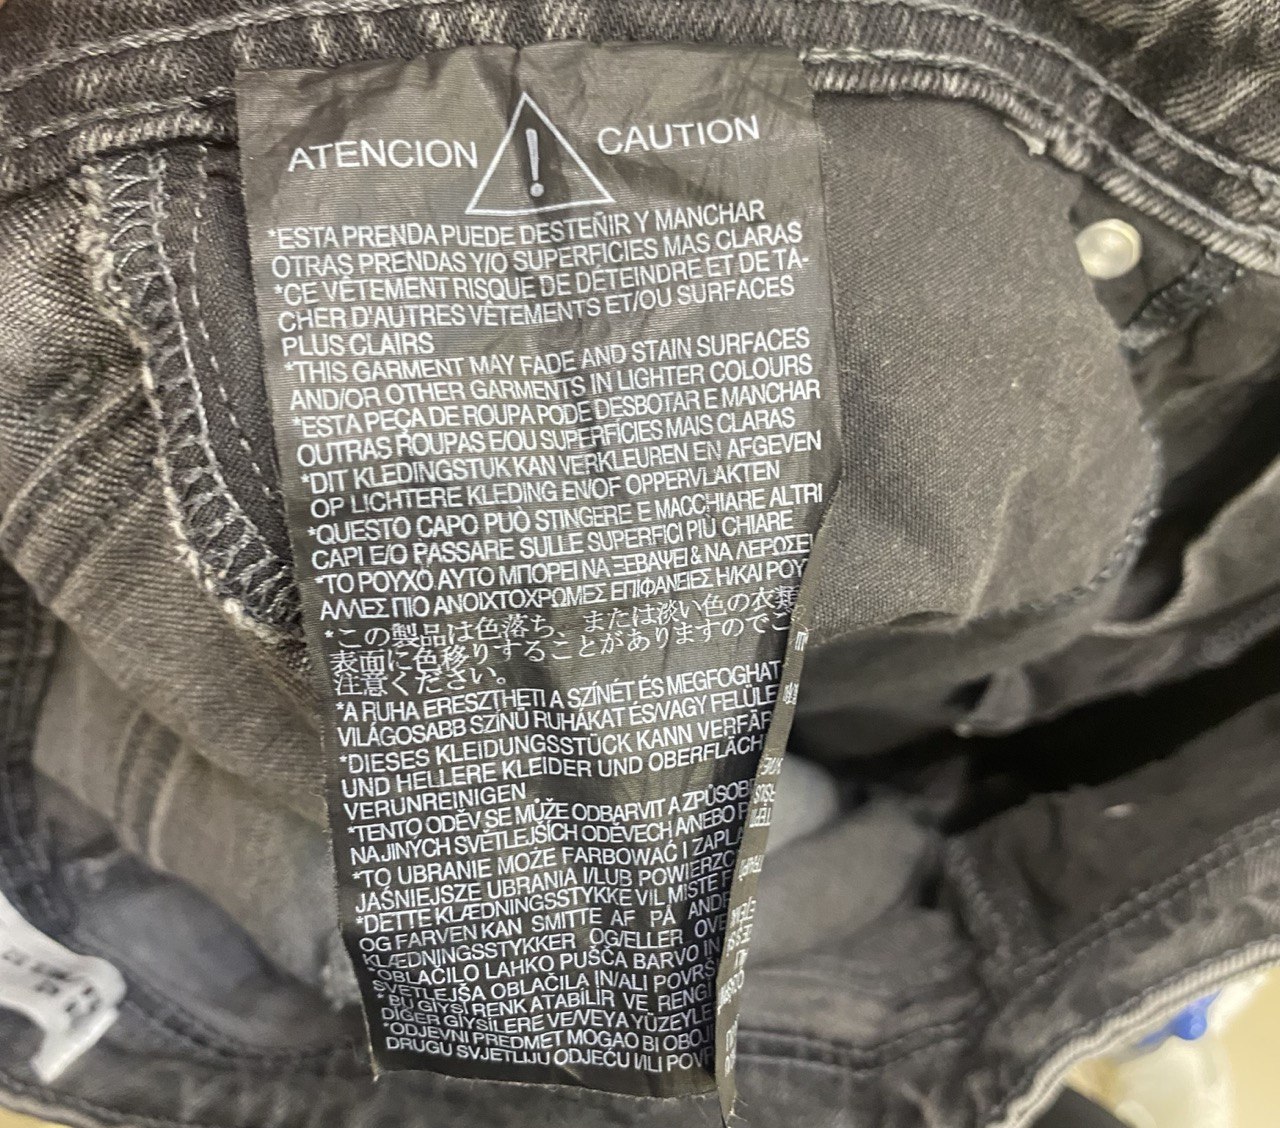 ATENCION ! CAUTION
*ESTA PRENDA PUEDE DESTEÑIR Y MANCHAR
OTRAS PRENDAS Y/O SUPERFICIES MAS CLARAS
*CE VÊTEMENT RISQUE DE DÉTEINDRE ET DE TA-
CHER D'AUTRES VÊTEMENTS ET/OU SURFACES
PLUS CLAIRS
*THIS GARMENT MAY FADE AND STAIN SURFACES
AND/OR OTHER GARMENTS IN LIGHTER COLOURS
*ESTA PEÇA DE ROUPA PODE DESBOTAR E MANCHAR
OUTRAS ROUPAS E/OU SUPERFÍCIES MAIS CLARAS
*DIT KLEDINGSTUK KAN VERKLEUREN EN AFGEVEN
OP LICHTERE KLEDING EN/OF OPPERVLAKTEN
*QUESTO CAPO PUÒ STINGERE E MACCHIARE ALTRI
CAPI E/O PASSARE SULLE SUPERFICI PIÙ CHIARE
*ΤΟ ΡΟΥΧΟ ΑΥΤΟ ΜΠΟΡΕΙ ΝΑ ΞΕΒΑΨΕΙ & ΝΑ ΛΕΡΩΣΕΙ
ΑΛΛΕΣ ΠΙΟ ΑΝΟΙΧΤΟΧΡΩΜΕΣ ΕΠΙΦΑΝΕΙΕΣ Η/ΚΑΙ ΡΟΥ
*この製品は色落ち、または淡い色の衣類
表面に色移りすることがありますのでご
注意ください。
*A RUHA ERESZTHETI A SZÍNÉT ÉS MEGFOGHAT
VILÁGOSABB SZÍNŰ RUHÁKAT ÉS/VAGY FELÜLE
*DIESES KLEIDUNGSSTÜCK KANN VERFÄR
UND HELLERE KLEIDER UND OBERFLÄCH
VERUNREINIGEN
*TENTO ODĚV SE MŮŽE ODBARVIT A ZPŮSOBI
NA JINÝCH SVĚTLEJŠÍCH ODĚVECH ANEBO P
*TO UBRANIE MOŻE FARBOWAĆ I ZAPLA
JAŚNIEJSZE UBRANIA I/LUB POWIERZC
*DETTE KLÆDNINGSSTYKKE VIL MISTE F
OG FARVEN KAN SMITTE AF PÅ ANDR
KLÆDNINGSSTYKKER OG/ELLER OVE
*OBLAČILO LAHKO PUŠČA BARVO IN
SVETLEJŠA OBLAČILA IN/ALI POVRŠ
* BU GİYSİ RENK ATABİLİR VE RENGİ
DİĞER GİYSİLERE VE/VEYA YÜZEYLE
*ODJEVNI PREDMET MOGAO BI OBOJ
DRUGU SVJETLIJU ODJEĆU I/ILI POVR